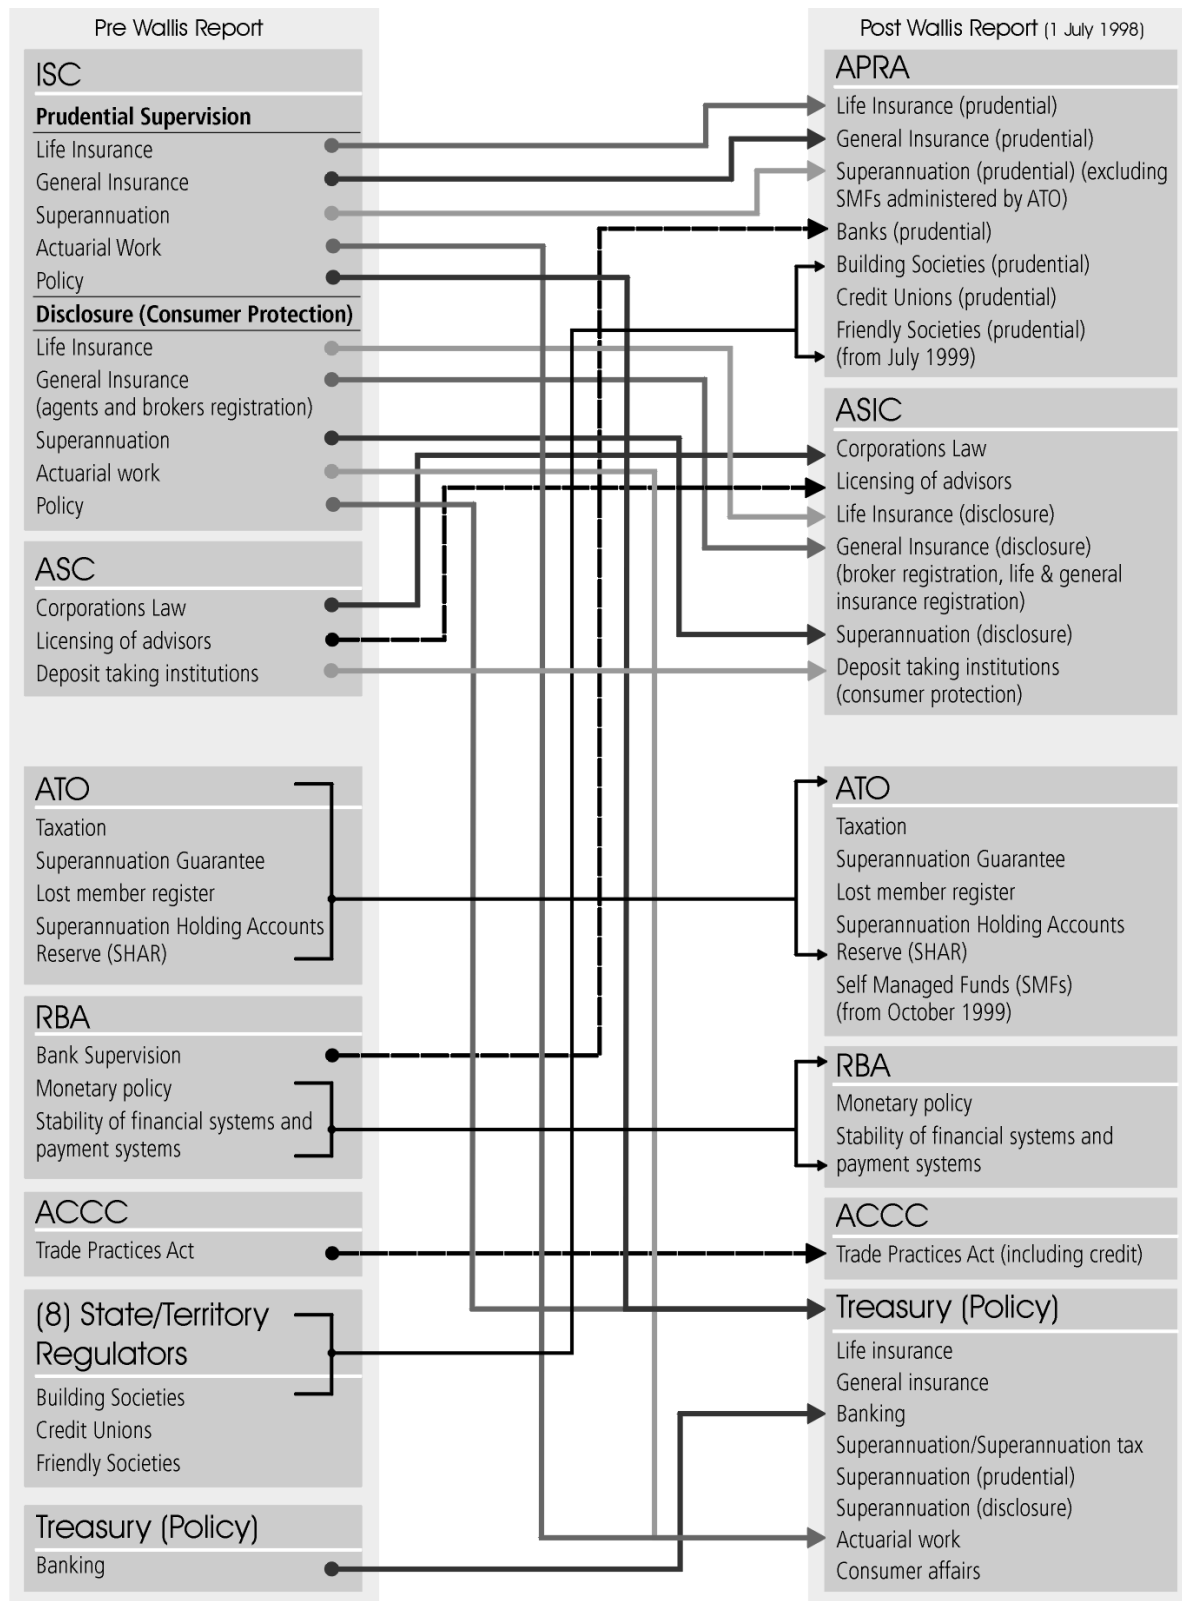 Pre Wallis Report
ISC
Prudential Supervision
Life Insurance
General Insurance
Superannuation
Actuarial Work
Policy
Disclosure (Consumer Protection)
Life Insurance
General Insurance
(agents and brokers registration)
Superannuation
Actuarial work
Policy
ASC
Corporations Law
Licensing of advisors
Deposit taking institutions
ATO
Taxation
Superannuation Guarantee
Lost member register
Superannuation Holding Accounts
Reserve (SHAR)
RBA
Bank Supervision
Monetary policy
Stability of financial systems and
payment systems
ACCC
Trade Practices Act
(8) State/Territory
Regulators
Building Societies
Credit Unions
Friendly Societies
Treasury (Policy)
Banking
Post Wallis Report (1 July 1998)
APRA
Life Insurance (prudential)
General Insurance (prudential)
Superannuation (prudential) (excluding
SMFs administered by ATO)
Banks (prudential)
Building Societies (prudential)
Credit Unions (prudential)
Friendly Societies (prudential)
(from July 1999)
ASIC
Corporations Law
Licensing of advisors
Life Insurance (disclosure)
General Insurance (disclosure)
(broker registration, life & general
insurance registration)
Superannuation (disclosure)
Deposit taking institutions
(consumer protection)
ATO
Taxation
Superannuation Guarantee
Lost member register
Superannuation Holding Accounts
Reserve (SHAR)
Self Managed Funds (SMFs)
(from October 1999)
RBA
Monetary policy
Stability of financial systems and
payment systems
ACCC
Trade Practices Act (including credit)
Treasury (Policy)
Life insurance
General insurance
Banking
Superannuation/Superannuation tax
Superannuation (prudential)
Superannuation (disclosure)
Actuarial work
Consumer affairs